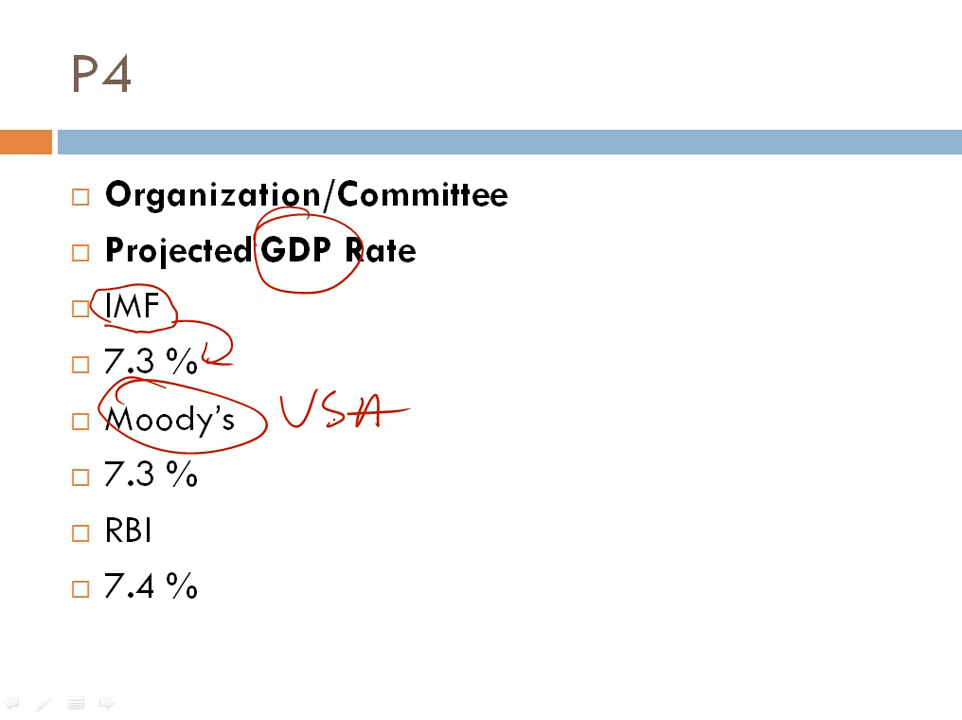 P4
Organization/Committee
Projected GDP Rate
IMF
7.3 %
Moody's USA
7.3 %
RBI
7.4 %